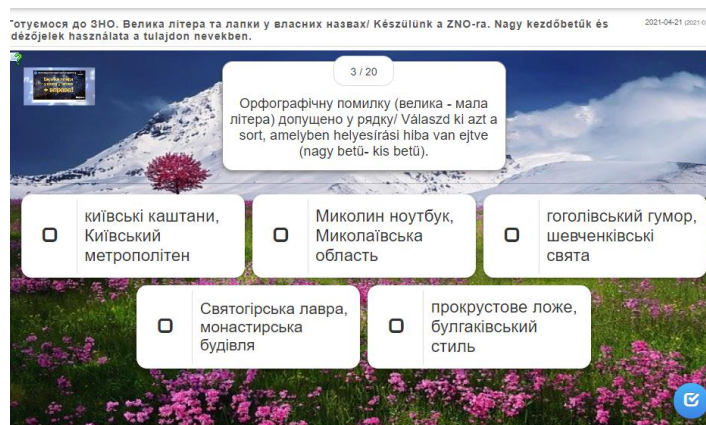 Готуємося до ЗНО. Велика літера та лапки у власних назвах/ Készülünk a ZNO-ra. Nagy kezdőbetűk és
dézőjelek használata a tulajdon nevekben.
2021-04-21
3 / 20
Орфографічну помилку (велика - мала
літера) допущено у рядку/ Válaszd ki azt a
sort, amelyben helyesírási hiba van ejtve
(nagy betű- kis betű).
київські каштани,
Київський
метрополітен
Миколин ноутбук,
Миколаївська
область
гоголівський гумор,
шевченківські
свята
Святогірська лавра,
монастирська
будівля
прокрустове ложе,
булгаківський
стиль